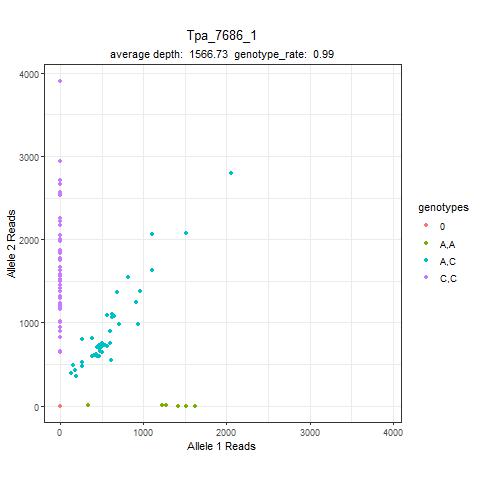 Tpa_7686_1
average depth:  1566.73  genotype_rate:  0.99
4000
3000
2000
1000
0
Allele 2 Reads
0 1000 2000 3000 4000
Allele 1 Reads
genotypes
0
A,A
A,C
C,C